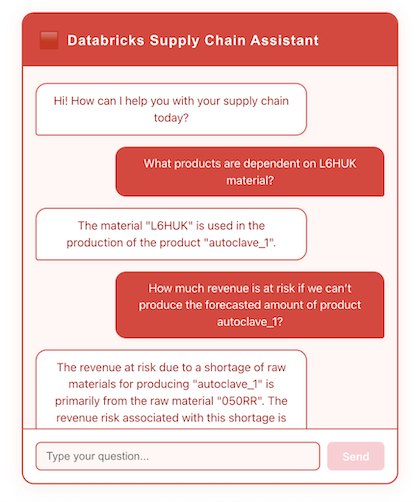 Databricks Supply Chain Assistant
Hi! How can I help you with your supply chain
today?
What products are dependent on L6HUK
material?
The material "L6HUK" is used in the
production of the product "autoclave_1".
How much revenue is at risk if we can't
produce the forecasted amount of product
autoclave_1?
The revenue at risk due to a shortage of raw
materials for producing "autoclave_1" is
primarily from the raw material "050RR". The
revenue risk associated with this shortage is
Type your question...
Send